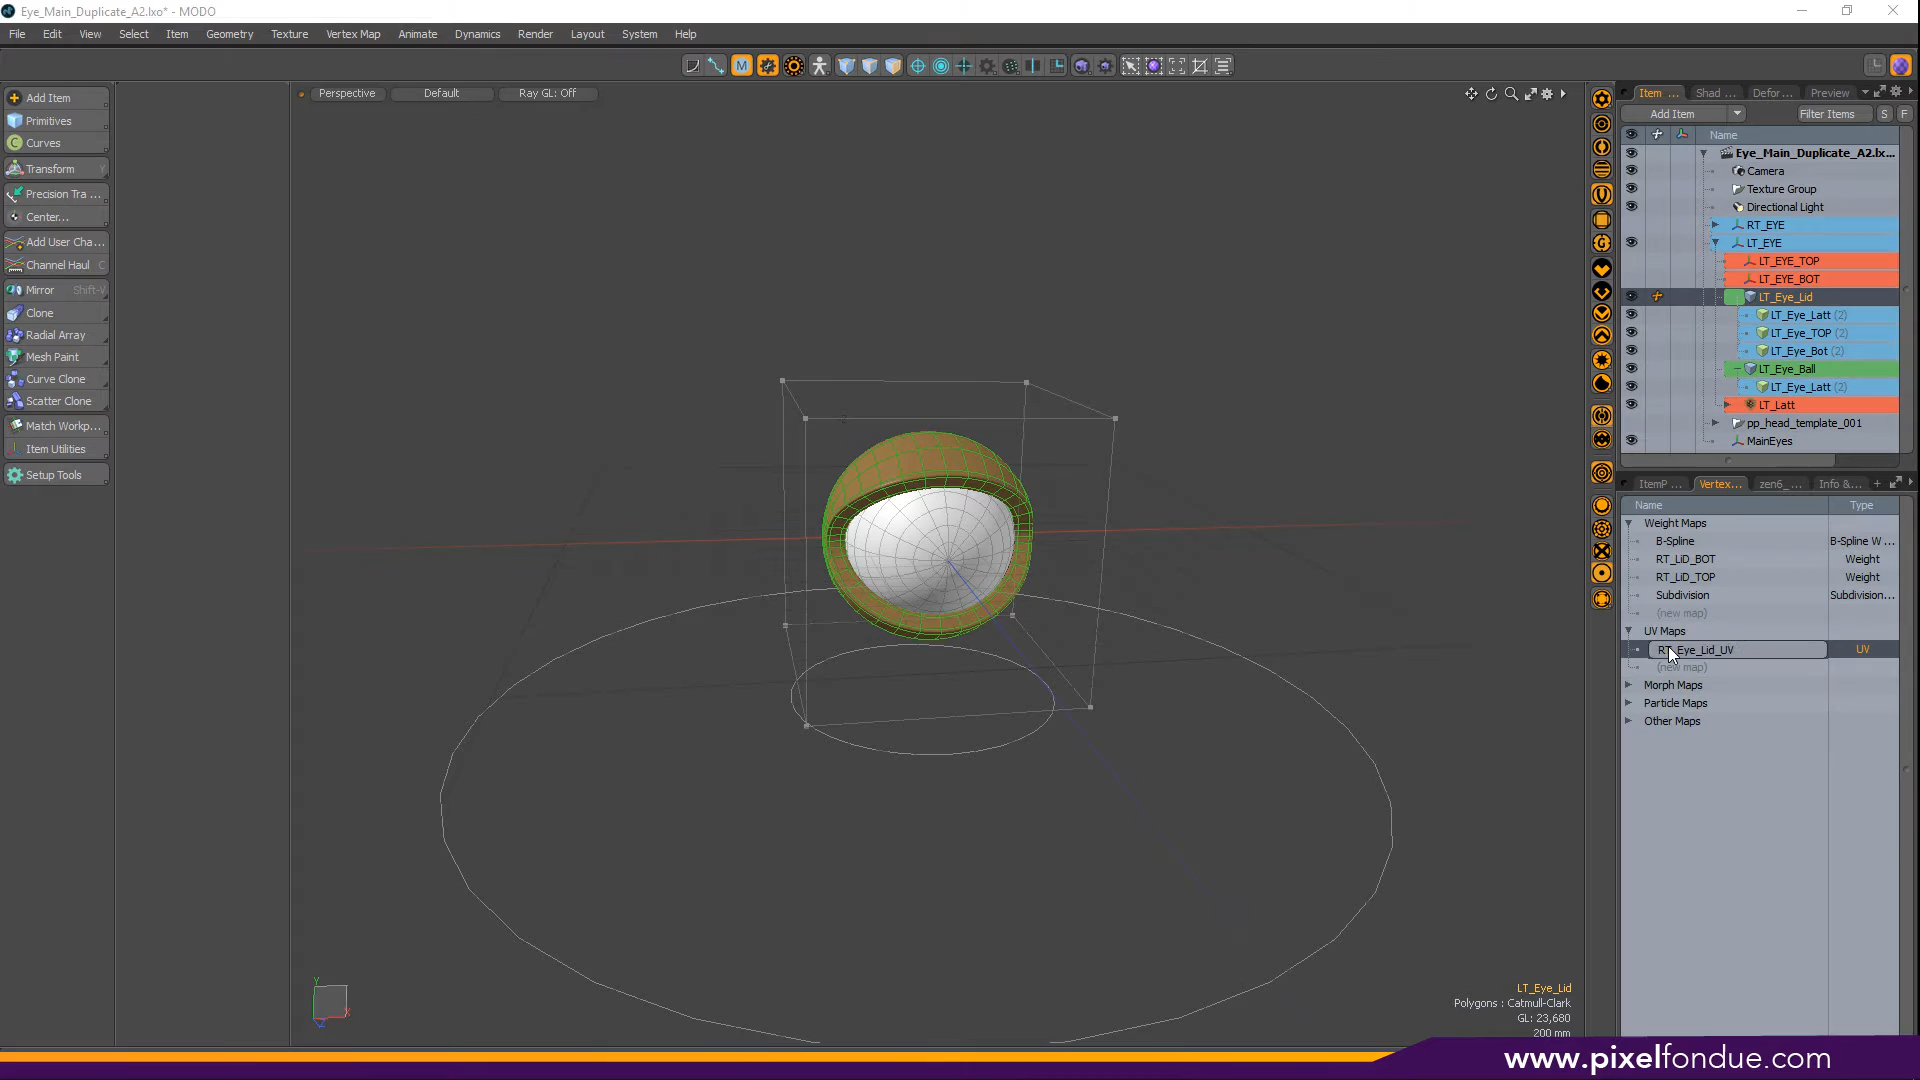 Eye_Main_Duplicate_A2.lxo* - MODO
File Edit View Select Item Geometry Texture Vertex Map Animate Dynamics Render Layout System Help
Add Item
Primitives
Curves
Transform
Precision Tra ...
Center...
Add User Cha...
Channel Haul C
Mirror Shift-V
Clone
Radial Array
Mesh Paint
Curve Clone
Scatter Clone
Match Workp...
Item Utilities
Setup Tools
Perspective Default Ray GL: Off
LT_Eye_Lid
Polygons : Catmull-Clark
GL: 23,680
200 mm
Item ... Shad ... Defor... Preview
Add Item Filter Items S F
Name
Eye_Main_Duplicate_A2.lx...
Camera
Texture Group
Directional Light
RT_EYE
LT_EYE
LT_EYE_TOP
LT_EYE_BOT
LT_Eye_Lid
LT_Eye_Latt (2)
LT_Eye_TOP (2)
LT_Eye_Bot (2)
LT_Eye_Ball
LT_Eye_Latt (2)
LT_Latt
pp_head_template_001
MainEyes
ItemP ... Vertex... zen6_... Info &...
Name Type
Weight Maps
B-Spline B-Spline W ...
RT_LiD_BOT Weight
RT_LiD_TOP Weight
Subdivision Subdivision...
(new map)
UV Maps
RT_Eye_Lid_UV UV
(new map)
Morph Maps
Particle Maps
Other Maps
www.pixelfondue.com